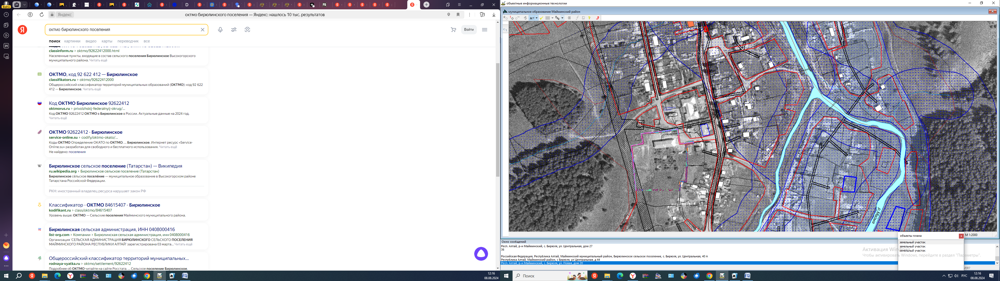 Войти
31
Яндекс
октмо бирюлинского поселения — Яндекс: нашлось 10 тыс. результатов
октмо бирюлинского поселения
Войти
поиск картинки видео карты переводчик все
classinform.ru › oktmo/92622412000.html
Населенные пункты, входящие в состав сельского поселения Бирюлинское Высокогорского
муниципального района. Читать ещё
ОКТМО, код 92 622 412 — Бирюлинское
classifikators.ru › oktmo/92622412000
Общероссийский классификатор территорий муниципальных образований (ОКТМО): код 92 622
412 — Бирюлинское. Читать ещё
Код ОКТМО Бирюлинское 92622412
oktmorus.ru › privolzhskij-federalnyij-okrug/...
Код ОКТМО 92622412 ОКТМО в Бирюлинское в России. Актуальные данные на 2024 год.
Читать ещё
ОКТМО 92622412 - Бирюлинское
service-online.su › codify/oktmo-okato/...
Коды ОКТМО Определение ОКАТО по ОКТМО. ... Бирюлинское. Интернет ресурс «Service-
Online.su» разработан для свободного и бесплатного использования. Читать ещё
Не найдено: поселения
Бирюлинское сельское поселение (Татарстан) — Википедия
ru.wikipedia.org › Бирюлинское сельское поселение (Татарстан)
Бирюлинское се́льское поселе́ние — муниципальное образование в Высокогорском районе
Татарстана Российской Федерации.
РКН: иностранный владелец ресурса нарушает закон РФ
Классификатор - ОКТМО 84615407 - Бирюлинское
kodifikant.ru › class/oktmo/84615407
Уровень выше: ОКТМО — Сельские поселения Майминского муниципального района.
Бирюлинская сельская администрация, ИНН 0408000416
list-org.com › Компании › Бирюлинская сельская администрация, инн 0408000416
Организация 'СЕЛЬСКАЯ АДМИНИСТРАЦИЯ БИРЮЛИНСКОГО СЕЛЬСКОГО ПОСЕЛЕНИЯ
МАЙМИНСКОГО РАЙОНА РЕСПУБЛИКИ АЛТАЙ' зарегистрирована 03 марта... Читать ещё
Общероссийский классификатор территорий муниципальных...
rodnaya-vyatka.ru › oktmo/settlement/92622412
Подробнее об ОКТМО читайте на сайте Росстата. ... Сельское поселение Бирюлинское.
12:16
08.08.2024
объектные информационные технологии
муниципальное образование Майминский район
р.Майма
М 1:2000
объекты плана
земельный участок
земельный участок
земельный участок
Окно сообщений
Респ. Алтай, р-н Майминский, с. Бирюля, ул. Центральная, дом 27
36
Российская Федерация, Республика Алтай, Майминский муниципальный район, Бирюлинское сельское поселение, с. Бирюля, ул. Центральная, 40 А
Республика Алтай, Майминский район, с Бирюля, ул Центральная, д 44
Респ. Алтай, р-н Майминский, с. Бирюля, ул. Новая, дом 20
Активация Windows
Чтобы активировать Windows, перейдите в раздел "Параметры".
VER7
Поиск
РУС
12:16
08.08.2024